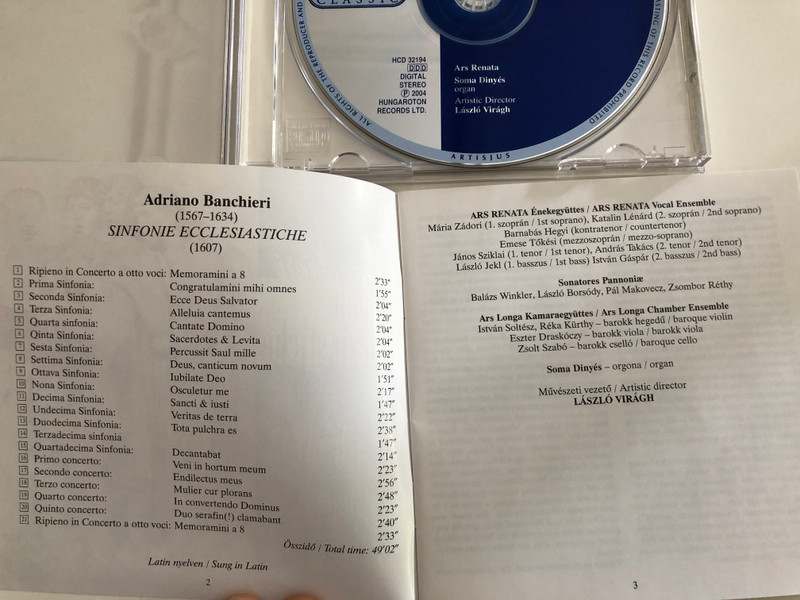 CLASSIC
HCD 32194
DDD
DIGITAL
STEREO
℗ 2004
HUNGAROTON
RECORDS LTD.
Ars Renata
Soma Dinyés
organ
Artistic Director
László Virágh
ALL RIGHTS OF THE REPRODUCER AND
ARTISJUS
CASTING OF THIS RECORD PROHIBITED
Adriano Banchieri
(1567–1634)
SINFONIE ECCLESIASTICHE
(1607)
1 Ripieno in Concerto a otto voci: Memoramini a 8 2'33"
2 Prima Sinfonia: Congratulamini mihi omnes 1'55"
3 Seconda Sinfonia: Ecce Deus Salvator 2'04"
4 Terza Sinfonia: Alleluia cantemus 2'20"
5 Quarta sinfonia: Cantate Domino 2'04"
6 Qinta Sinfonia: Sacerdotes & Levita 2'04"
7 Sesta Sinfonia: Percussit Saul mille 2'02"
8 Settima Sinfonia: Deus, canticum novum 2'02"
9 Ottava Sinfonia: Iubilate Deo 1'51"
10 Nona Sinfonia: Osculetur me 2'17"
11 Decima Sinfonia: Sancti & iusti 1'47"
12 Undecima Sinfonia: Veritas de terra 2'22"
13 Duodecima Sinfonia: Tota pulchra es 2'38"
14 Terzadecima sinfonia 1'47"
15 Quartadecima Sinfonia: Decantabat 2'14"
16 Primo concerto: Veni in hortum meum 2'23"
17 Secondo concerto: Endilectus meus 2'56"
18 Terzo concerto: Mulier cur plorans 2'48"
19 Quarto concerto: In convertendo Dominus 2'23"
20 Quinto concerto: Duo serafin(!) clamabant 2'40"
21 Ripieno in Concerto a otto voci: Memoramini a 8 2'33"
Összidő / Total time: 49'02"
Latin nyelven / Sung in Latin
2
ARS RENATA Énekegyüttes / ARS RENATA Vocal Ensemble
Mária Zádori (1. szoprán / 1st soprano), Katalin Lénárd (2. szoprán / 2nd soprano)
Barnabás Hegyi (kontratenor / countertenor)
Emese Tőkési (mezzoszoprán / mezzo-soprano)
János Sziklai (1. tenor / 1st tenor), András Takács (2. tenor / 2nd tenor)
László Jekl (1. basszus / 1st bass) István Gáspár (2. basszus / 2nd bass)
Sonatores Pannoniæ
Balázs Winkler, László Borsódy, Pál Makovecz, Zsombor Réthy
Ars Longa Kamaraegyüttes / Ars Longa Chamber Ensemble
István Soltész, Réka Kürthy – barokk hegedű / baroque violin
Eszter Draskóczy – barokk viola / barokk viola
Zsolt Szabó – barokk cselló / baroque cello
Soma Dinyés – orgona / organ
Művészeti vezető / Artistic director
LÁSZLÓ VIRÁGH
3